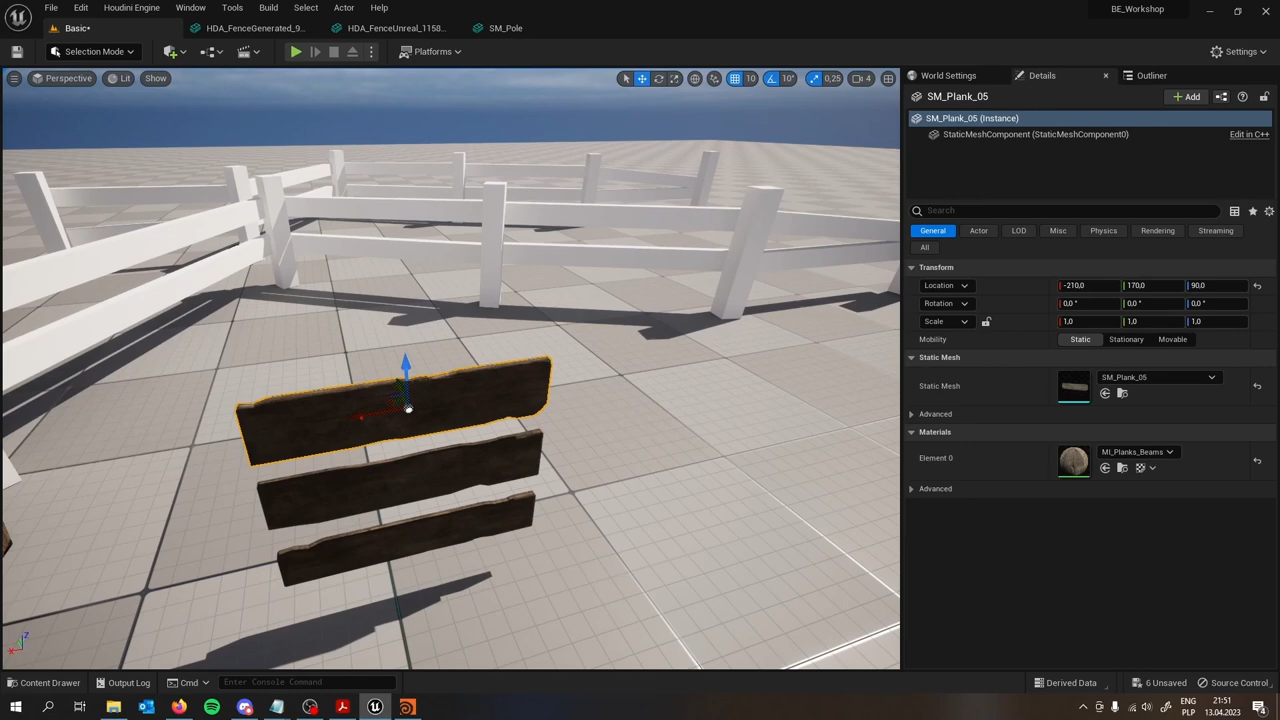 File Edit Houdini Engine Window Tools Build Select Actor Help
BE_Workshop
Basic* HDA_FenceGenerated_9... HDA_FenceUnreal_1158... SM_Pole
Selection Mode Platforms Settings
Perspective Lit Show 10 10° 0,25 4
World Settings Details Outliner
SM_Plank_05 Add
SM_Plank_05 (Instance)
StaticMeshComponent (StaticMeshComponent0) Edit in C++
Search
General Actor LOD Misc Physics Rendering Streaming
All
Transform
Location -210,0 170,0 90,0
Rotation 0,0 ° 0,0 ° 0,0 °
Scale 1,0 1,0 1,0
Mobility Static Stationary Movable
Static Mesh
Static Mesh SM_Plank_05
Advanced
Materials
Element 0 MI_Planks_Beams
Advanced
Z
Content Drawer Output Log Cmd Enter Console Command Derived Data 6 Unsaved Source Control
ENG 21:51
PLP 13.04.2023 4